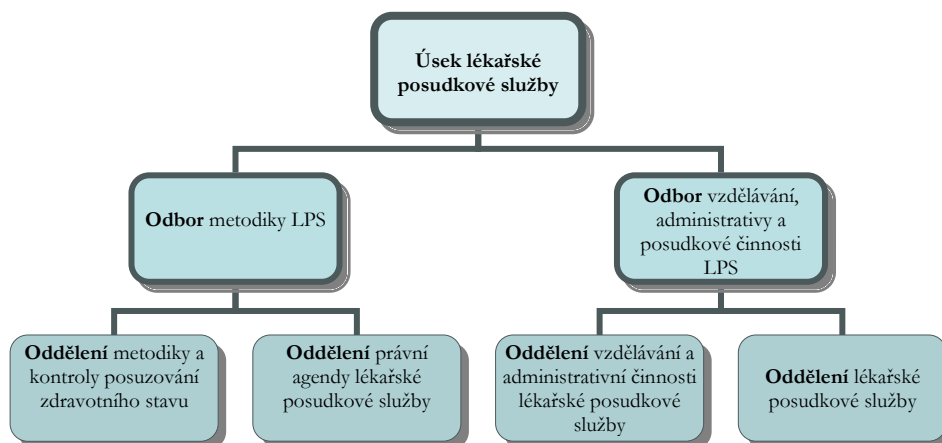 Úsek lékařské
posudkové služby
Odbor metodiky LPS
Odbor vzdělávání,
administrativy a
posudkové činnosti
LPS
Oddělení metodiky a
kontroly posuzování
zdravotního stavu
Oddělení právní
agendy lékařské
posudkové služby
Oddělení vzdělávání a
administrativní činnosti
lékařské posudkové
služby
Oddělení lékařské
posudkové služby